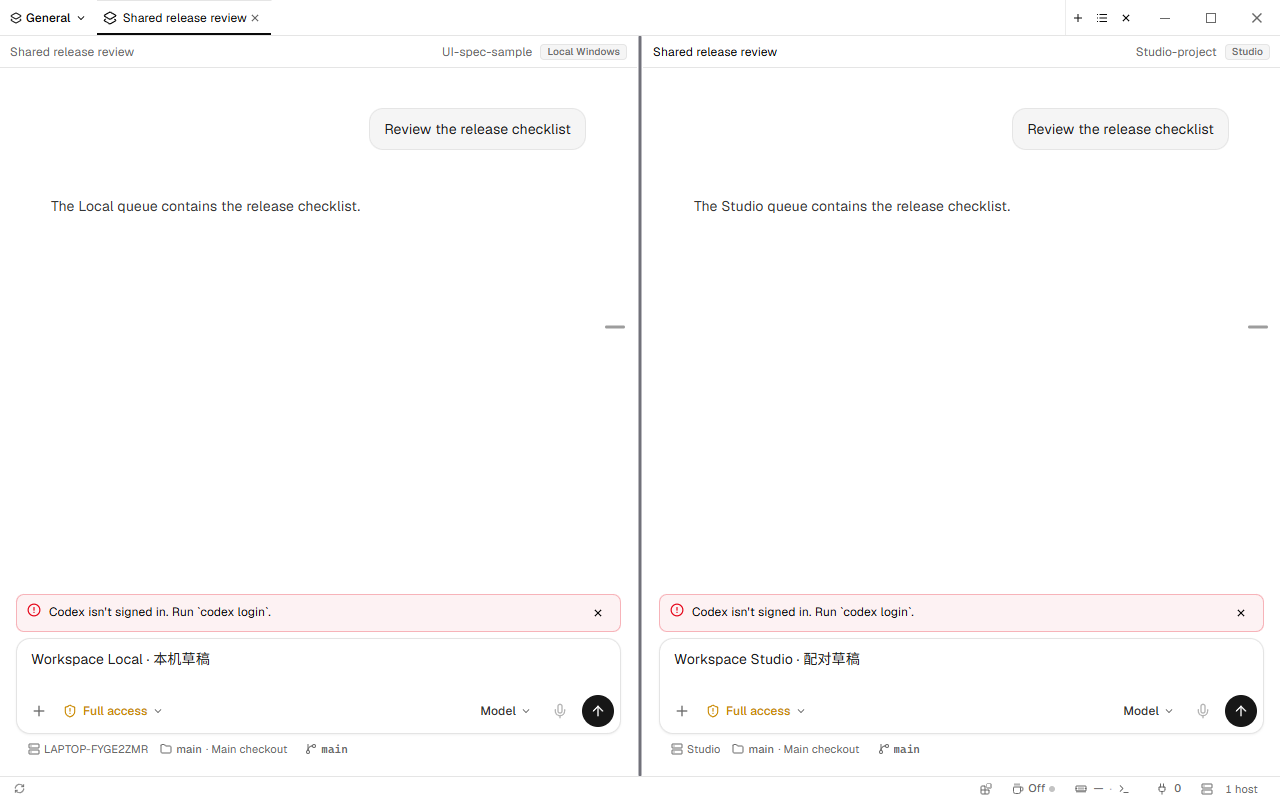 General
Shared release review
Shared release review
UI-spec-sample
Local Windows
Review the release checklist
The Local queue contains the release checklist.
Codex isn't signed in. Run `codex login`.
Workspace Local · 本机草稿
Full access
Model
LAPTOP-FYGE2ZMR
main · Main checkout
main
Shared release review
Studio-project
Studio
Review the release checklist
The Studio queue contains the release checklist.
Codex isn't signed in. Run `codex login`.
Workspace Studio · 配对草稿
Full access
Model
Studio
main · Main checkout
main
Off
— ·
0
1 host